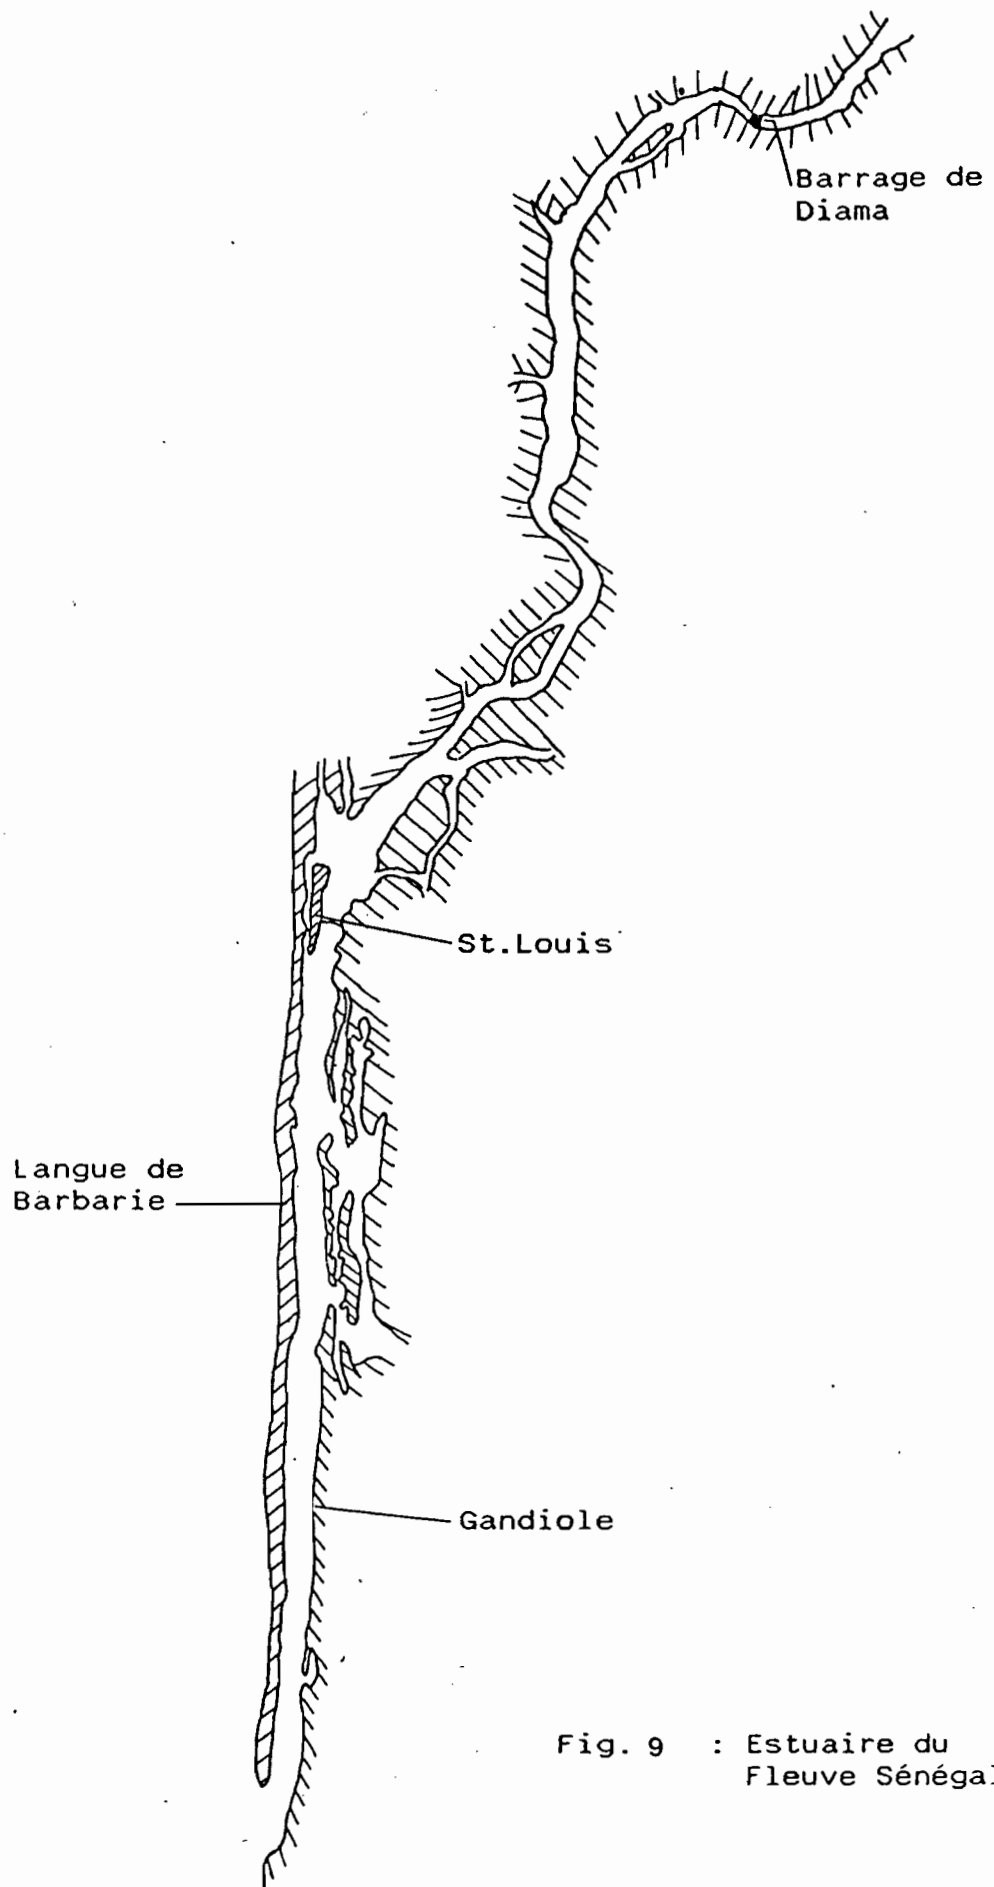 Barrage de
Diama
St.Louis
Langue de
Barbarie
Gandiole
Fig. 9 : Estuaire du
Fleuve Sénégal